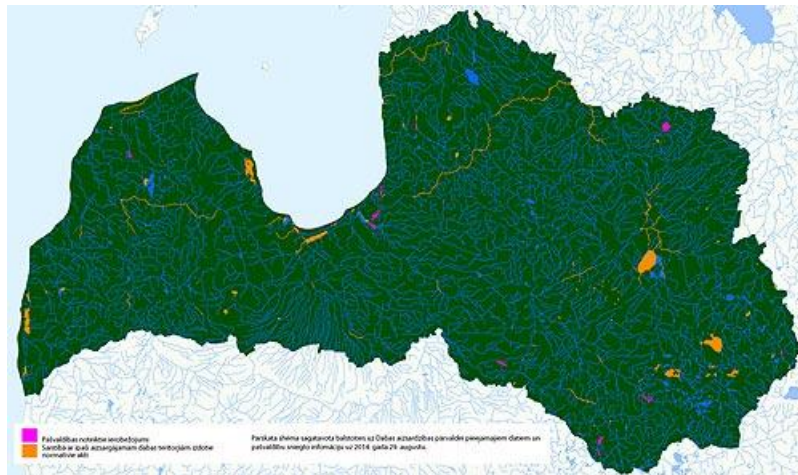 Pašvaldības noteiktie ierobežojumi
Saistībā ar īpaši aizsargājamām dabas teritorijām izdotie
normatīvie akti
Pārskata shēma sagatavota balstoties uz Dabas aizsardzības pārvaldei pieejamajiem datiem un
pašvaldību sniegto infomāciju uz 2014. gada 29. augustu.